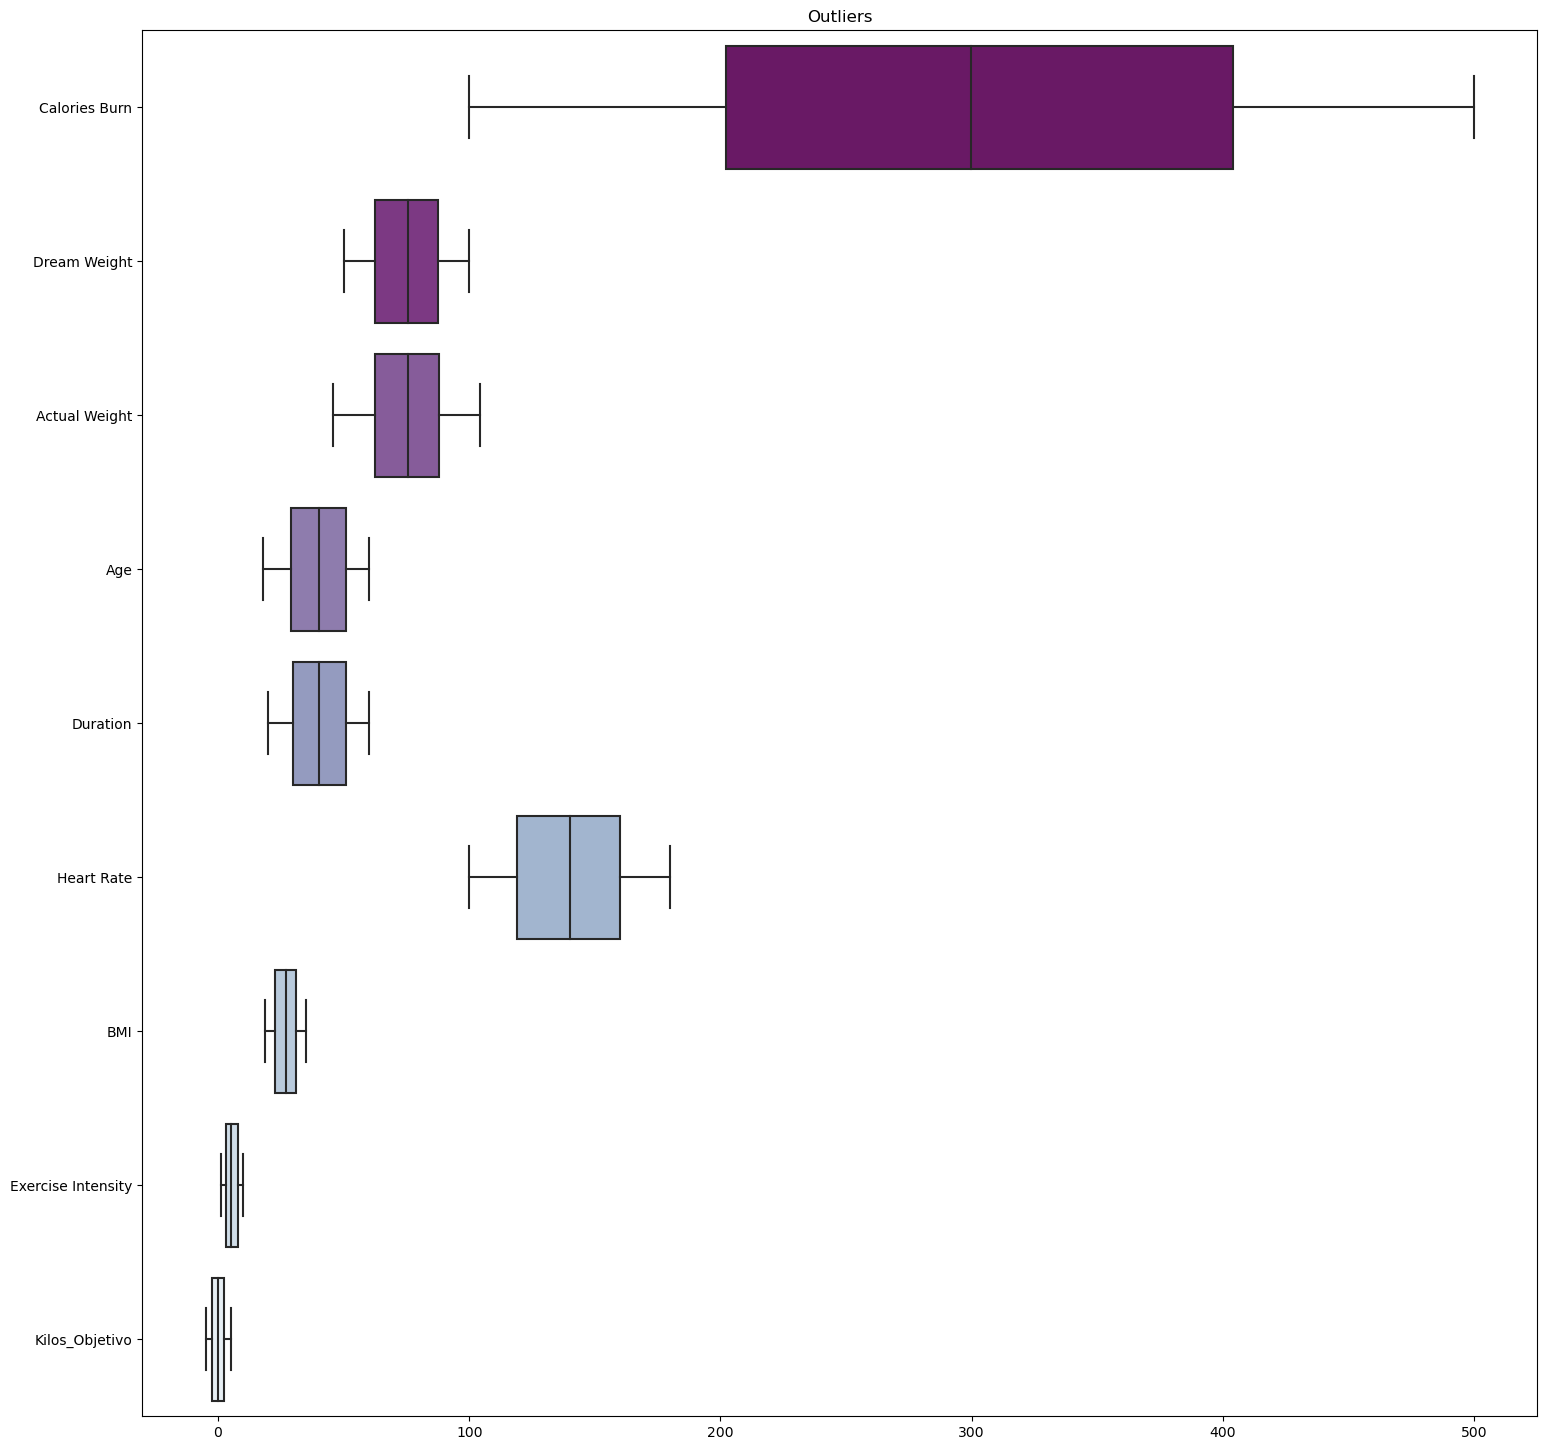 Outliers
Calories Burn
Dream Weight
Actual Weight
Age
Duration
Heart Rate
BMI
Exercise Intensity
Kilos_Objetivo
0 100 200 300 400 500